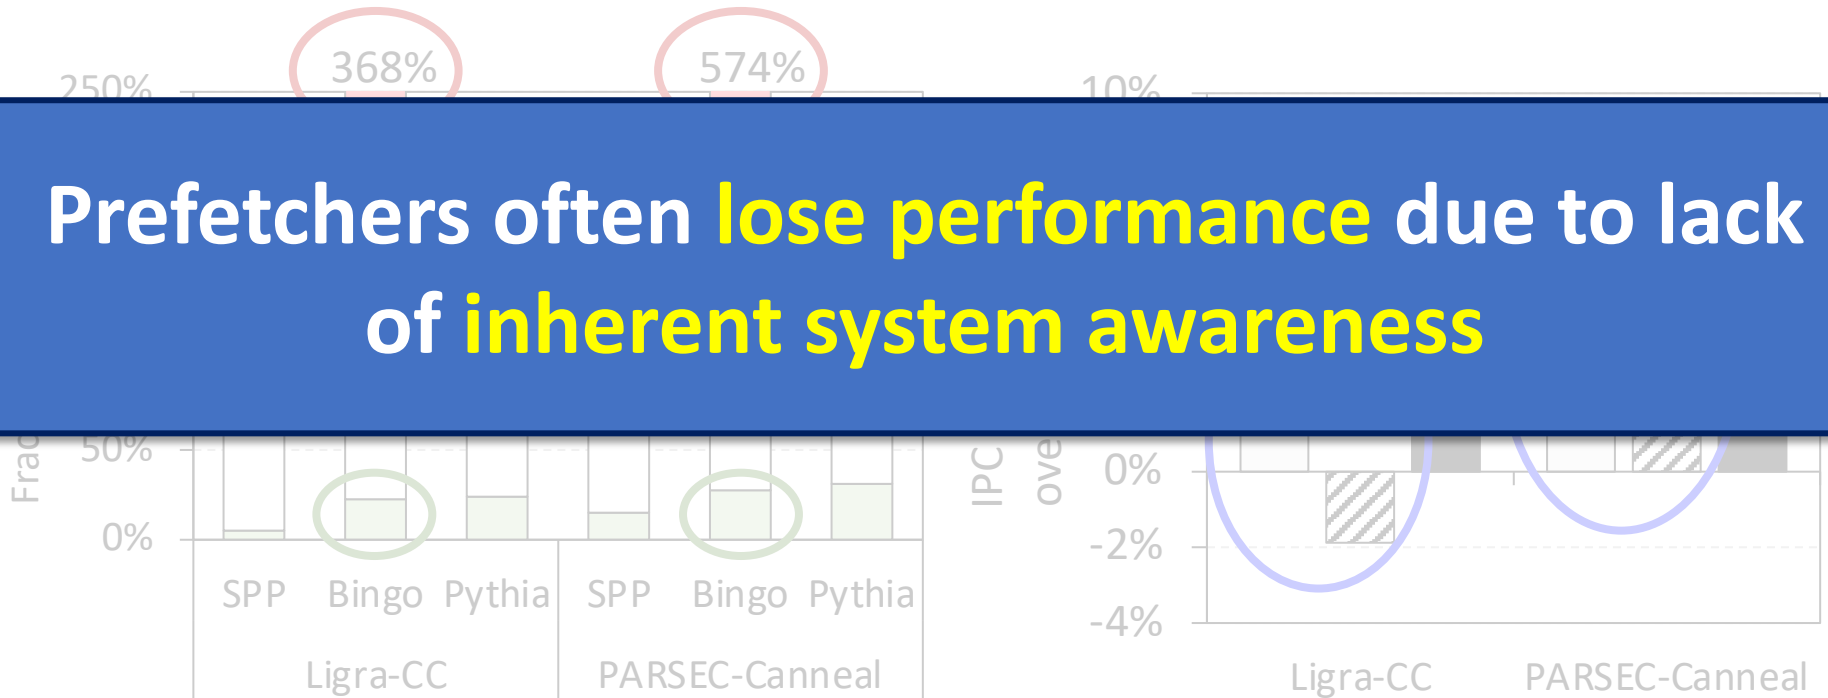 368%
574%
250%
10%
Prefetchers often lose performance due to lack
of inherent system awareness
50%
0%
SPP Bingo Pythia SPP Bingo Pythia
Ligra-CC PARSEC-Canneal
IPC
0%
-2%
-4%
Ligra-CC PARSEC-Canneal